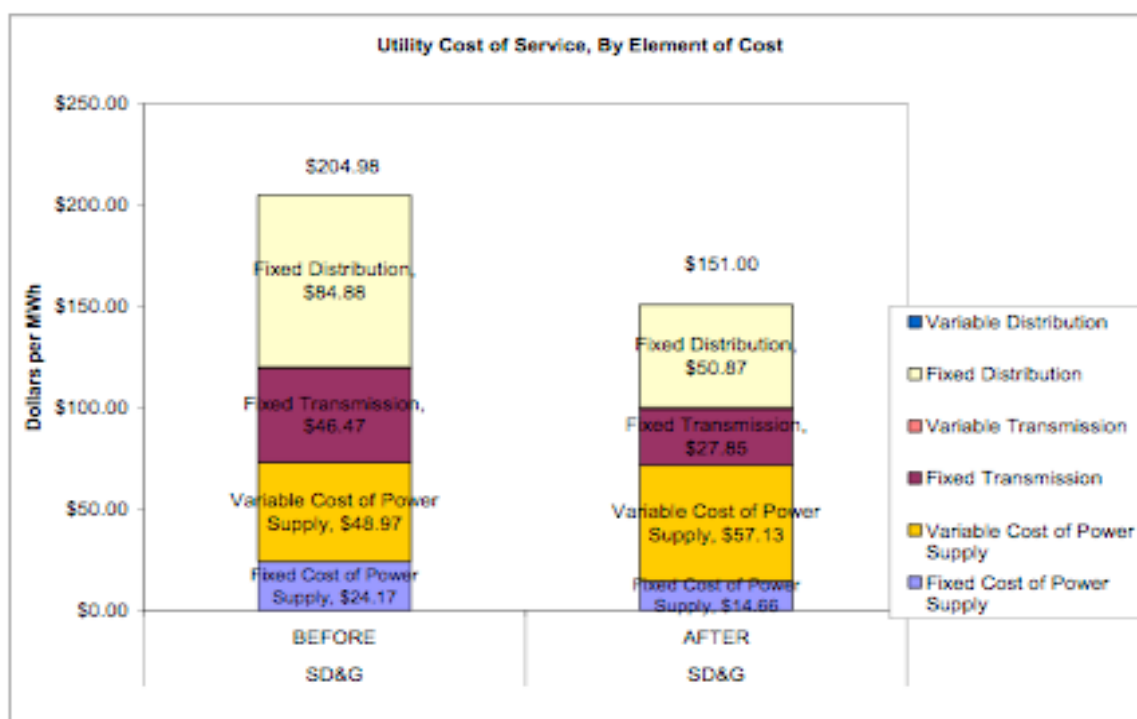 Utility Cost of Service, By Element of Cost
Dollars per MWh
$250.00
$200.00
$150.00
$100.00
$50.00
$0.00
$204.98
Fixed Distribution,
$84.88
Fixed Transmission,
$46.47
Variable Cost of Power
Supply, $48.97
Fixed Cost of Power
Supply, $24.17
$151.00
Fixed Distribution,
$50.87
Fixed Transmission,
$27.85
Variable Cost of Power
Supply, $57.13
Fixed Cost of Power
Supply, $14.66
BEFORE
AFTER
SD&G
SD&G
Variable Distribution
Fixed Distribution
Variable Transmission
Fixed Transmission
Variable Cost of Power
Supply
Fixed Cost of Power
Supply